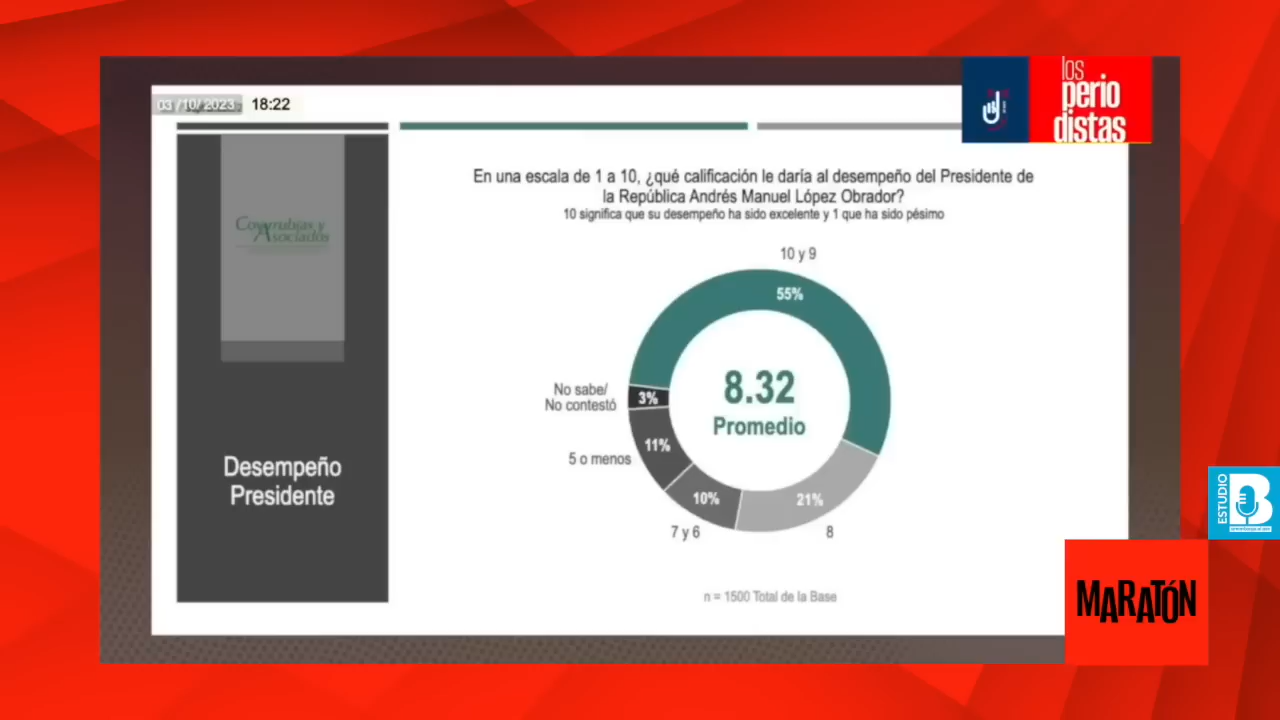 03 /10/ 2023 18:22
los
perio
distas
En una escala de 1 a 10, ¿qué calificación le daría al desempeño del Presidente de
la República Andrés Manuel López Obrador?
10 significa que su desempeño ha sido excelente y 1 que ha sido pésimo
Covarrubias y
Asociados
Desempeño
Presidente
10 y 9
55%
No sabe/
No contestó
3%
8.32
Promedio
11%
5 o menos
10%
21%
7 y 6
8
n = 1500 Total de la Base
ESTUDIO
B
MARATÓN